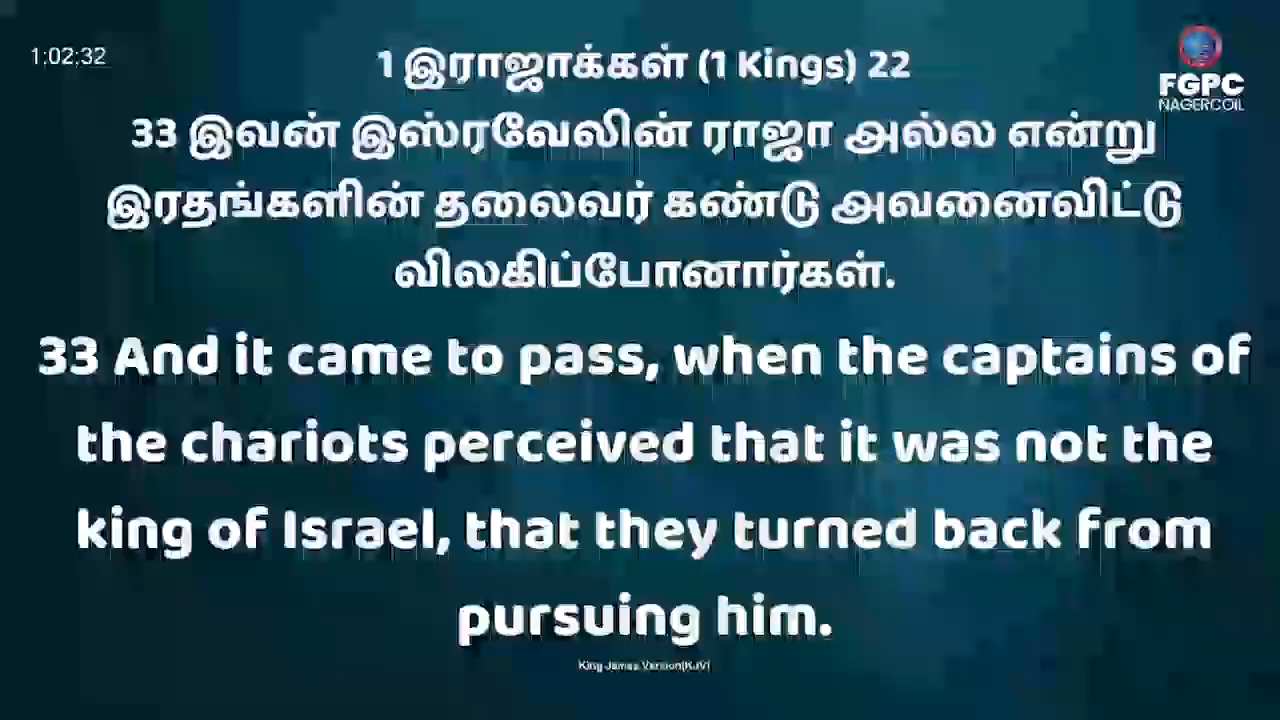 1:02:32
1 இராஜாக்கள் (1 Kings) 22
FGPC
NAGERCOIL
33 இவன் இஸ்ரவேலின் ராஜா அல்ல என்று
இரதங்களின் தலைவர் கண்டு அவனைவிட்டு
விலகிப்போனார்கள்.
33 And it came to pass, when the captains of
the chariots perceived that it was not the
king of Israel, that they turned back from
pursuing him.
King James Version(KJV)